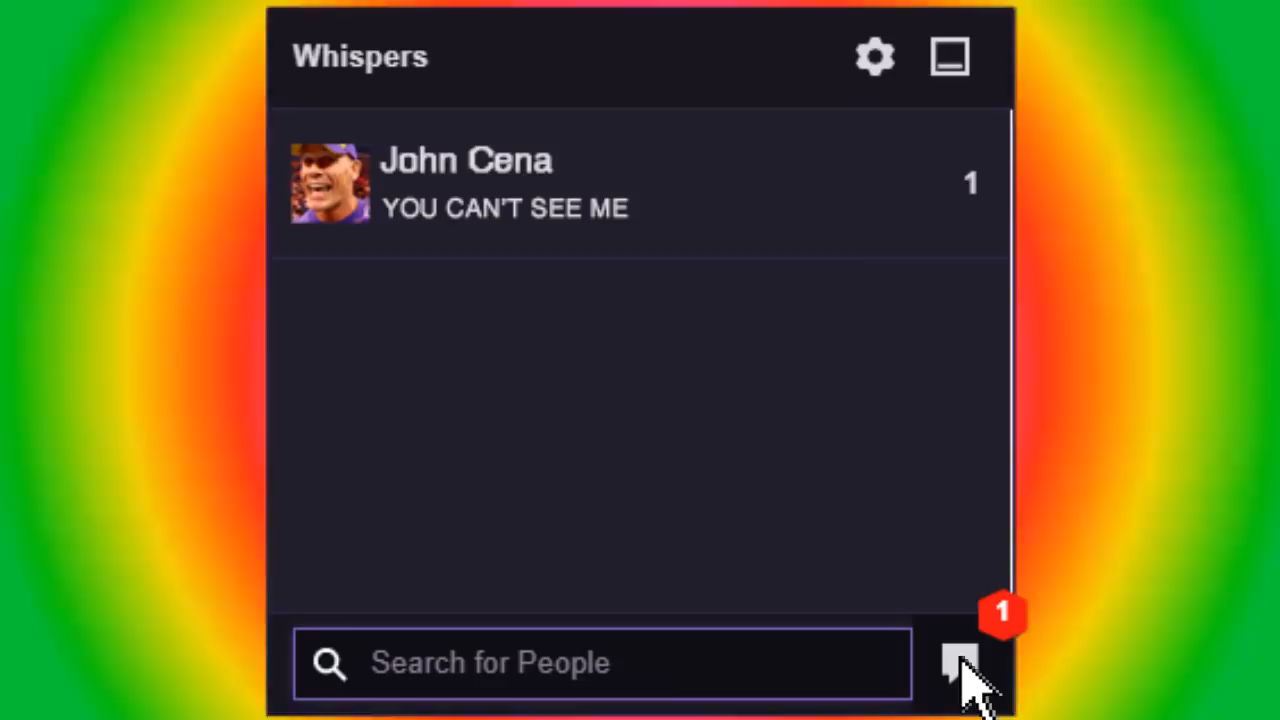 Whispers
John Cena
YOU CAN'T SEE ME
1
1
Search for People